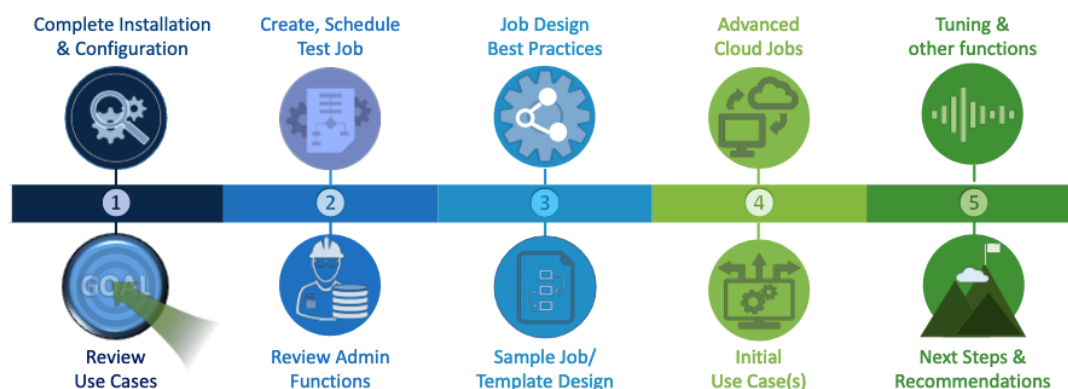 Complete Installation
& Configuration
Create, Schedule
Test Job
Job Design
Best Practices
Advanced
Cloud Jobs
Tuning &
other functions
1
2
3
4
5
GOAL
Review
Use Cases
Review Admin
Functions
Sample Job/
Template Design
Initial
Use Case(s)
Next Steps &
Recommendations